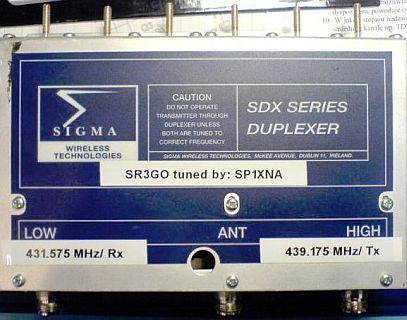 SIGMA
WIRELESS
TECHNOLOGIES
CAUTION
DO NOT OPERATE
TRANSMITTER THROUGH
DUPLEXER UNLESS
BOTH ARE TUNED TO
CORRECT FREQUENCY
SDX SERIES
DUPLEXER
SIGMA WIRELESS TECHNOLOGIES, McKEE AVENUE, DUBLIN 11, IRELAND.
SR3GO tuned by: SP1XNA
LOW
ANT
HIGH
431.575 MHz/ Rx
439.175 MHz/ Tx